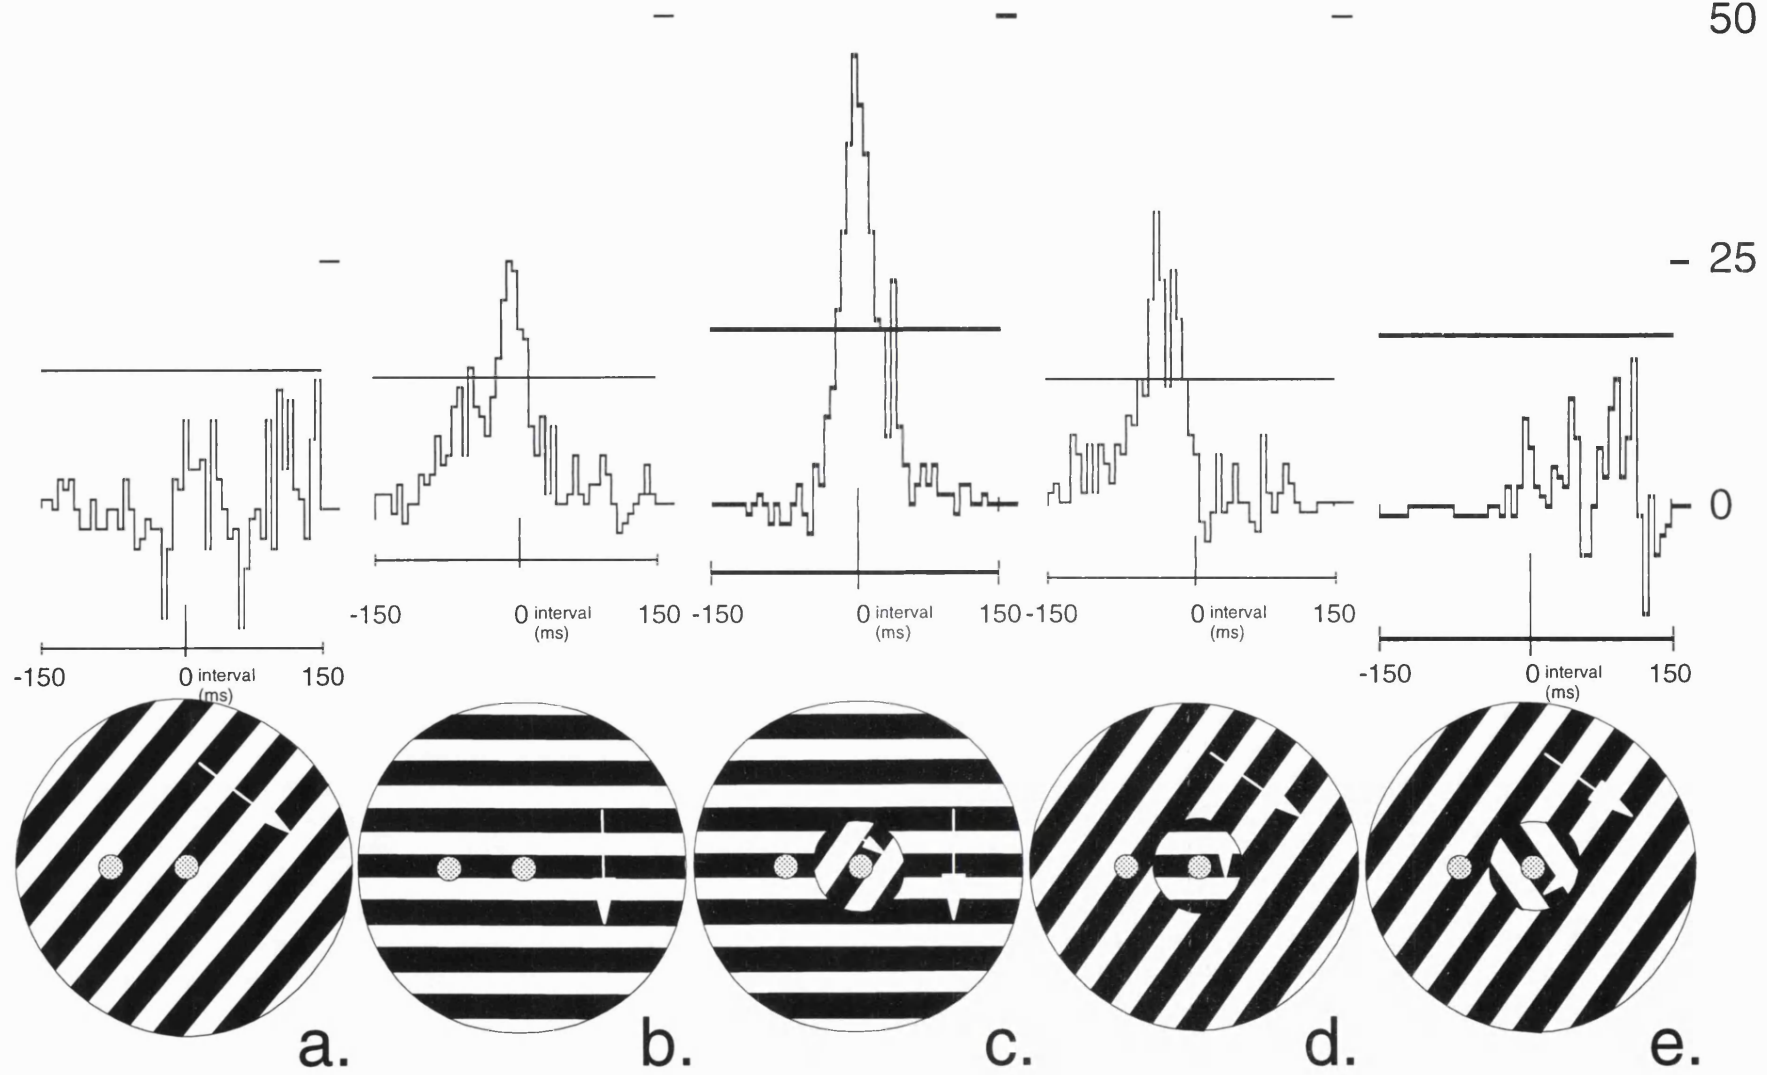 50
25
0
-150 0 interval 150 -150 0 interval 150 -150 0 interval 150
(ms) (ms) (ms)
-150 0 interval 150 -150 0 interval 150
(ms) (ms)
a. b. c. d. e.